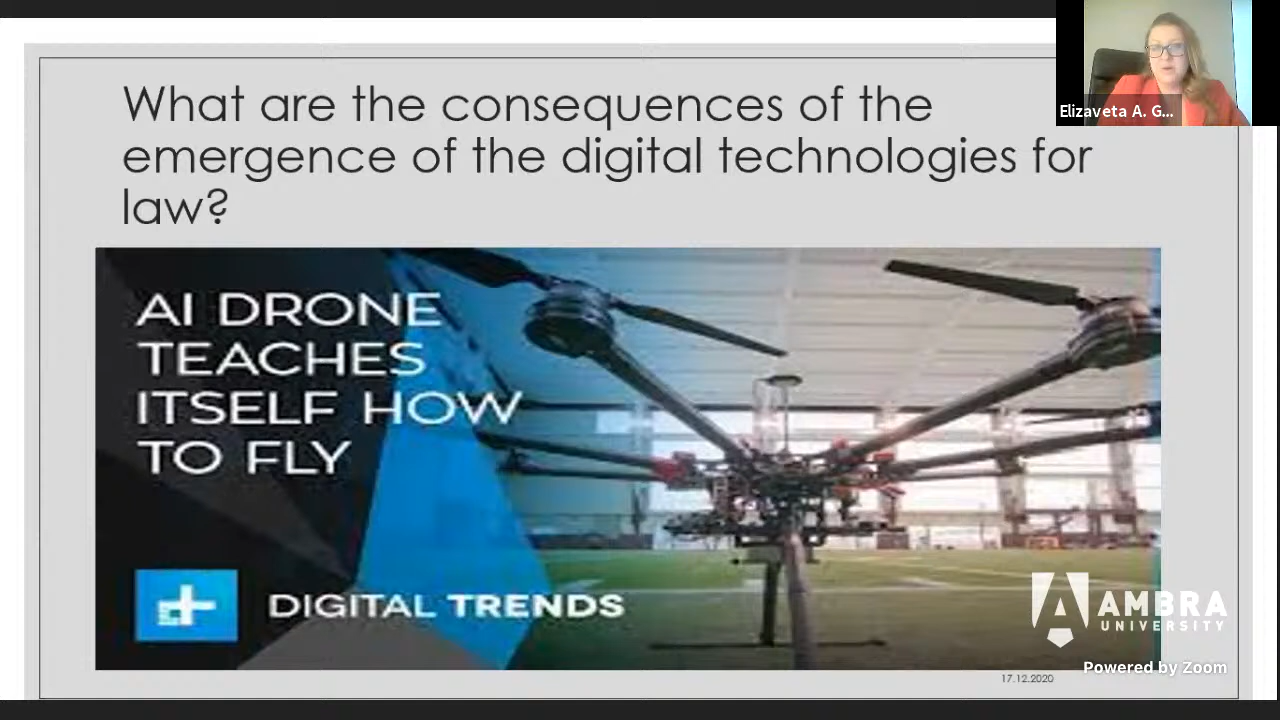 What are the consequences of the
emergence of the digital technologies for
law?
Elizaveta A. G...
AI DRONE
TEACHES
ITSELF HOW
TO FLY
DIGITAL TRENDS
AMBRA
UNIVERSITY
Powered by Zoom
17.12.2020